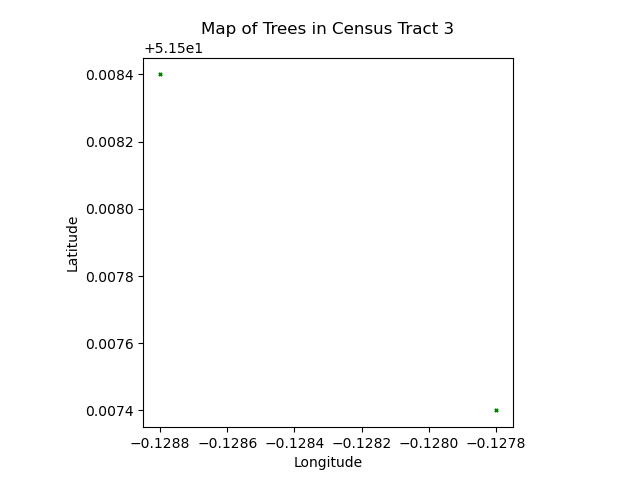 Map of Trees in Census Tract 3
+5.15e1
0.0084
0.0082
0.0080
0.0078
0.0076
0.0074
Latitude
−0.1288 −0.1286 −0.1284 −0.1282 −0.1280 −0.1278
Longitude